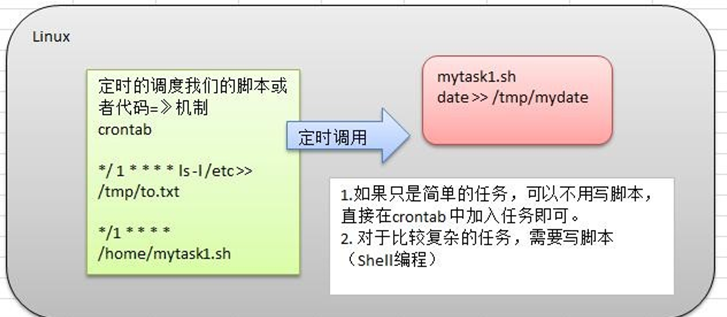 Linux
定时的调度我们的脚本或
者代码=》机制
crontab
*/ 1 * * * * ls -l /etc >>
/tmp/to.txt
*/1 * * * *
/home/mytask1.sh
定时调用
mytask1.sh
date >> /tmp/mydate
1.如果只是简单的任务，可以不用写脚本，
直接在crontab 中加入任务即可。
2. 对于比较复杂的任务，需要写脚本
（Shell编程）